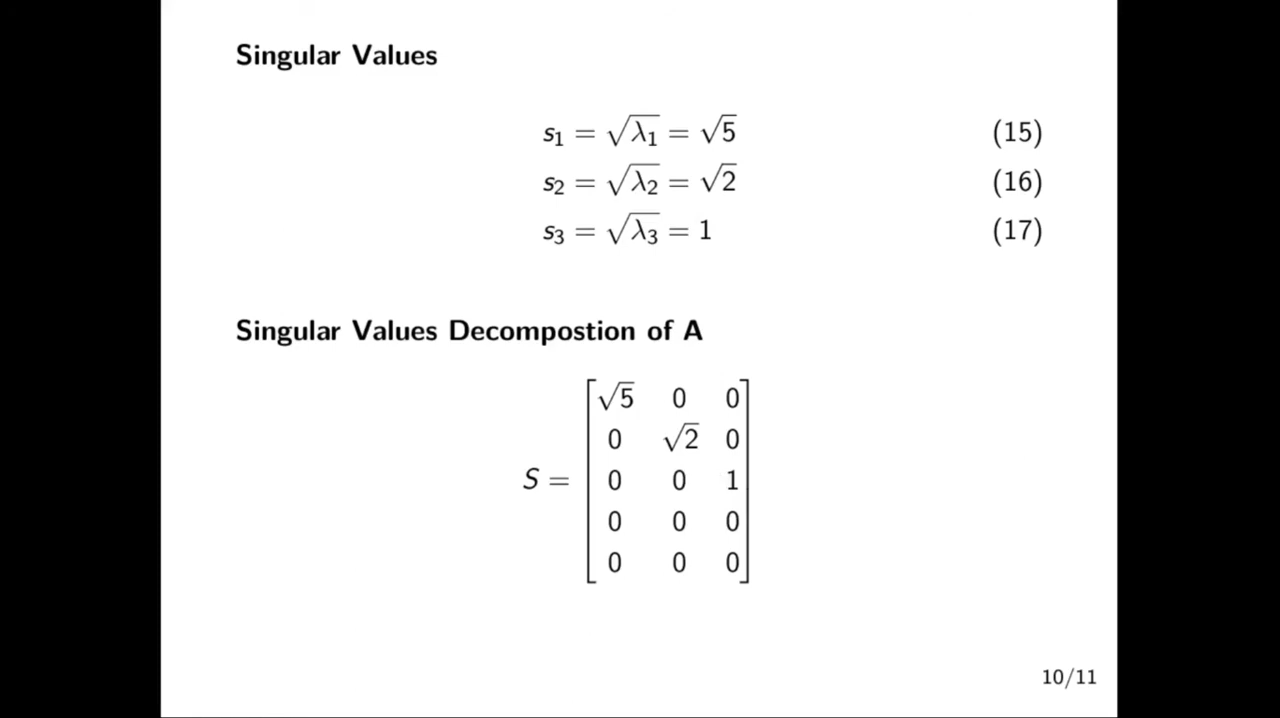 Singular Values
s₁ = √λ₁ = √5 (15)
s₂ = √λ₂ = √2 (16)
s₃ = √λ₃ = 1 (17)
Singular Values Decompostion of A
√5 0 0
0 √2 0
S = 0 0 1
0 0 0
0 0 0
10/11